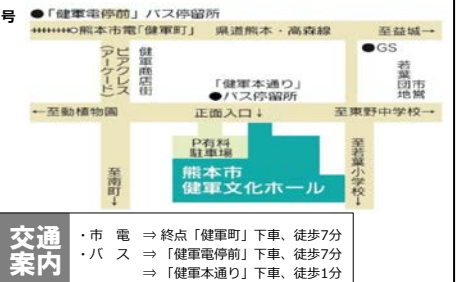 号
●「健軍電停前」バス停留所
熊本市電「健軍町」
県道熊本・高森線
至益城→
ピアクレス
(アーケード)
健軍商店街
●GS
若葉団地
市営
「健軍本通り」
●バス停留所
←至動植物園
正面入口↓
至東野中学校→
P有料
駐車場
熊本市
健軍文化ホール
至南町↓
至若葉小学校↓
交通
案内
・市　電　⇒ 終点「健軍町」下車、徒歩7分
・バ　ス　⇒ 「健軍電停前」下車、徒歩7分
⇒ 「健軍本通り」下車、徒歩1分